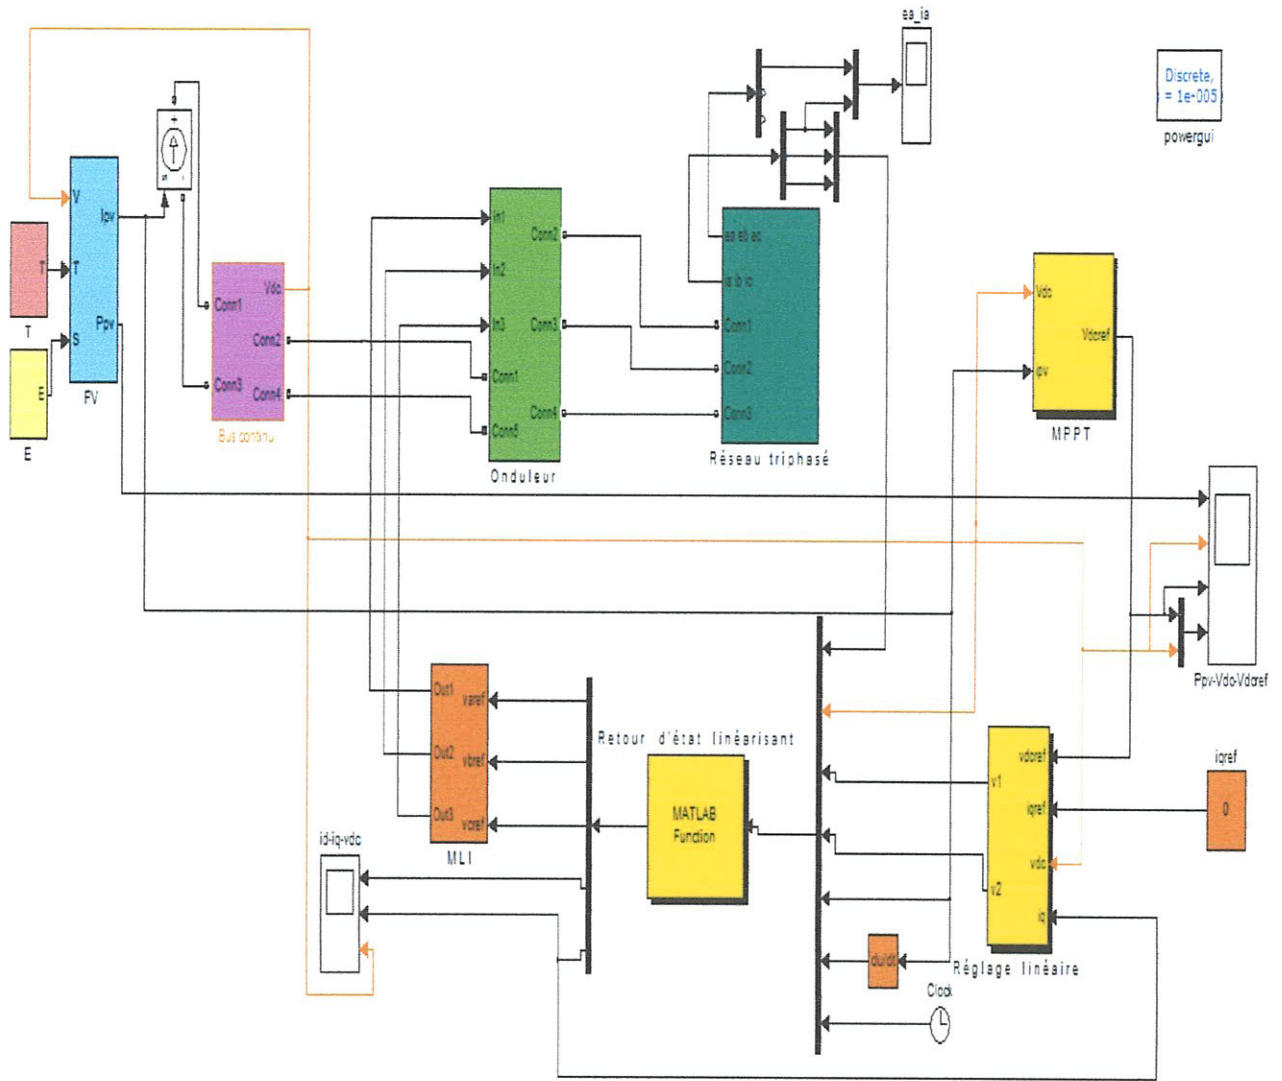 ea_ia
Discrete,
= 1e-005
powergui
V
T
S
Ipv
Ppv
PV
T
T
E
E
+
s
-
Vdc
Conn1
Conn2
Conn3
Conn4
Bus continu
In1
In2
In3
Conn2
Conn3
Conn1
Conn4
Conn5
Onduleur
ea eb ec
ia ib ic
Conn1
Conn2
Conn3
Réseau triphasé
Vdc
ipv
Vdcref
MPPT
Ppv-Vdc-Vdcref
Out1
Out2
Out3
varef
vbref
vcref
MLI
Retour d'état linéarisant
MATLAB
Function
v1
v2
vdcref
iqref
vdc
iq
Réglage linéaire
iqref
0
id-iq-vdc
du/dt
Clock